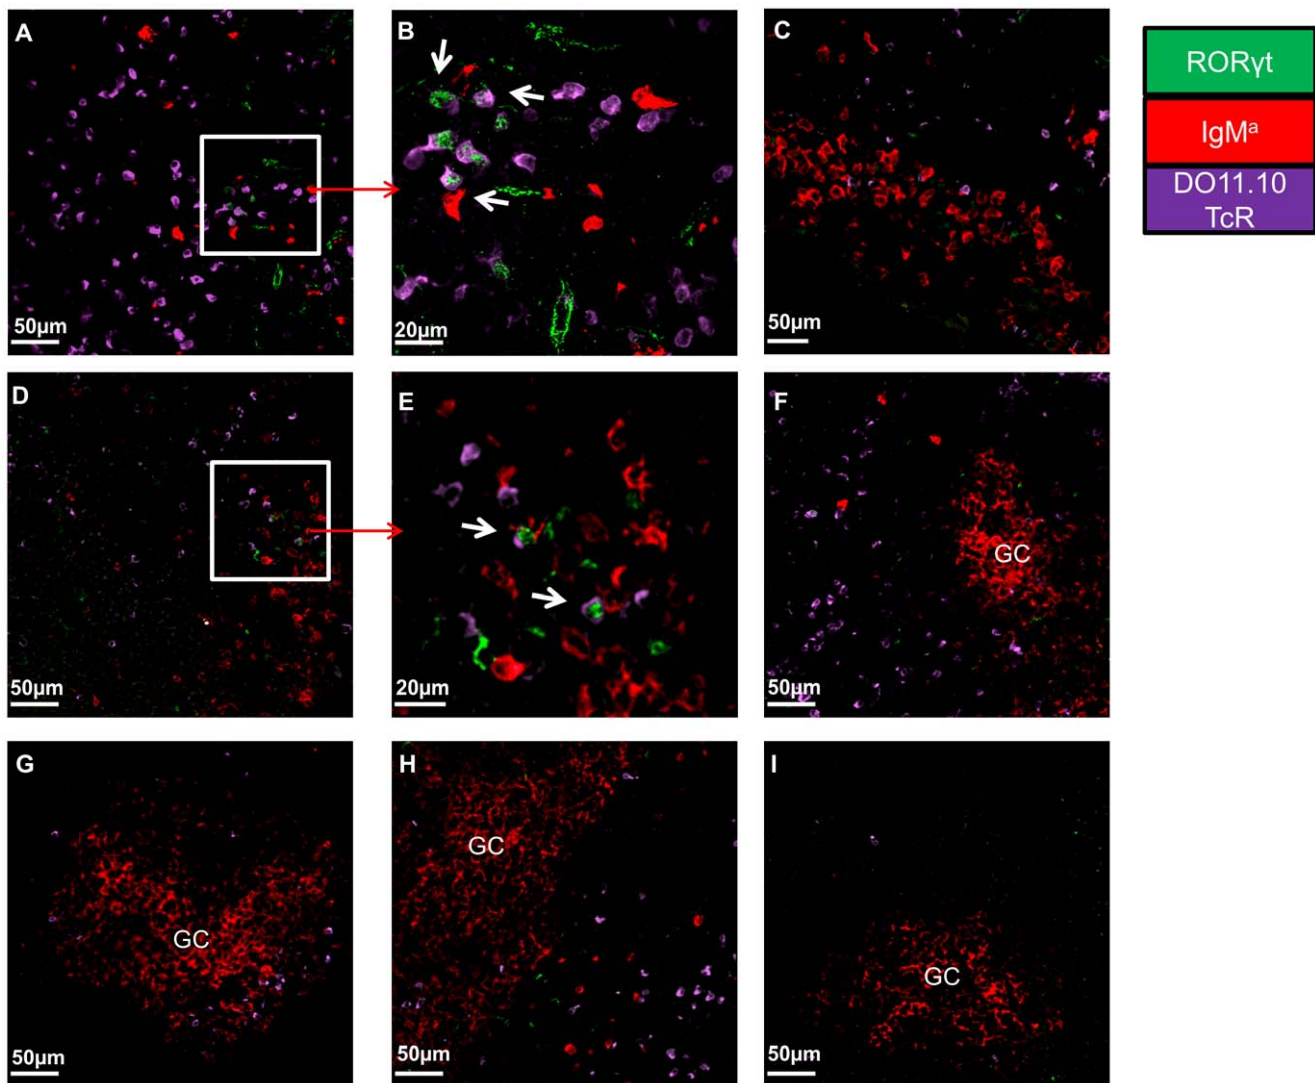 A
B
C
RORγt
IgMᵃ
DO11.10
TcR
50µm
20µm
50µm
D
E
F
GC
50µm
20µm
50µm
G
H
I
GC
GC
GC
50µm
50µm
50µm